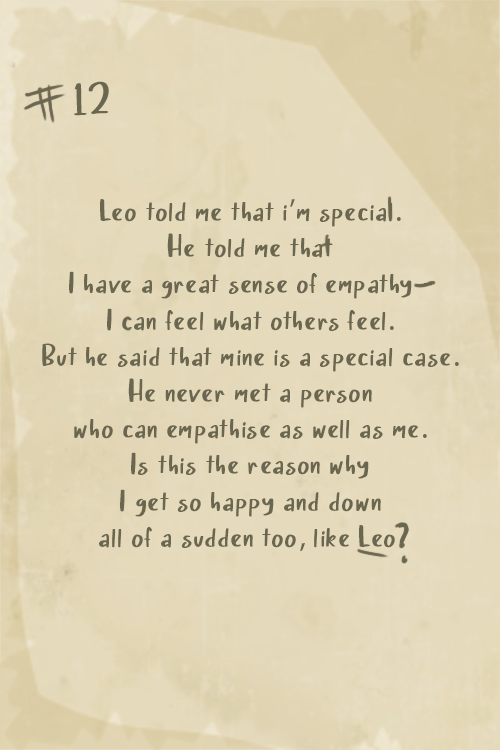 #12
Leo told me that i'm special.
He told me that
I have a great sense of empathy—
I can feel what others feel.
But he said that mine is a special case.
He never met a person
who can empathise as well as me.
Is this the reason why
I get so happy and down
all of a sudden too, like Leo?